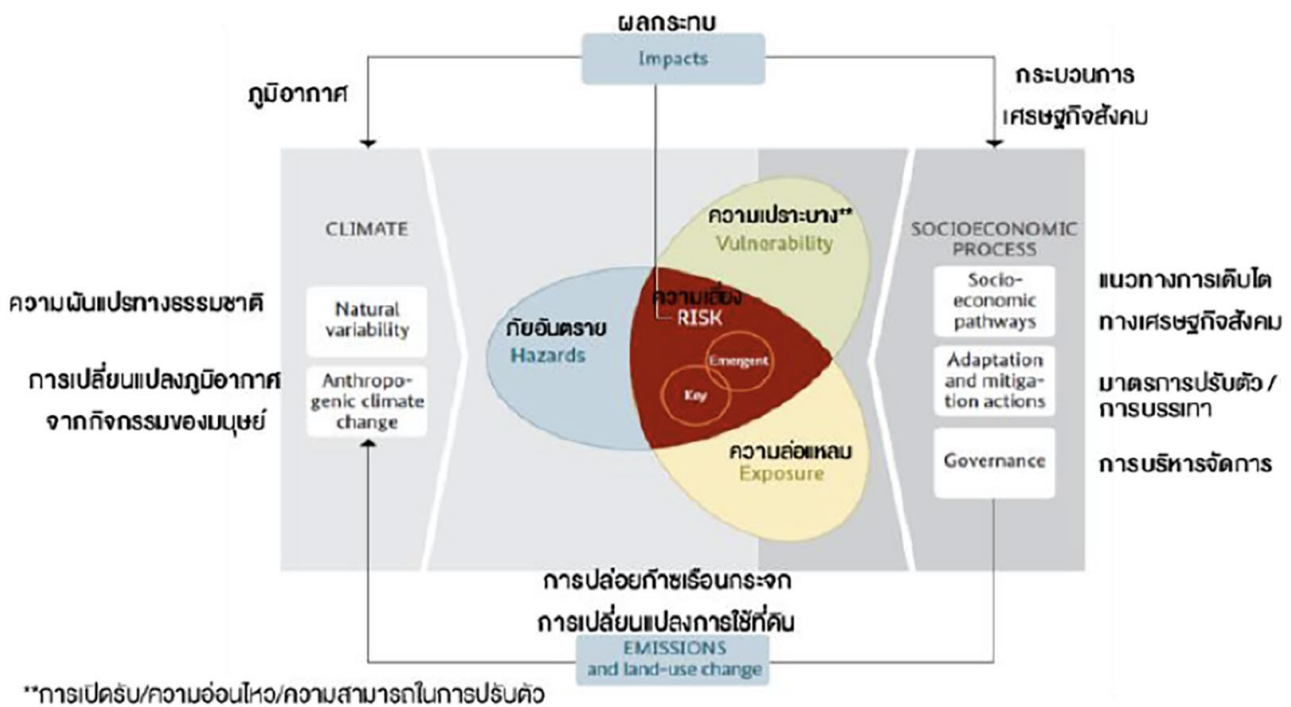 ผลกระทบ
Impacts
ภูมิอากาศ
กระบวนการ
เศรษฐกิจสังคม
CLIMATE
ความเปราะบาง**
Vulnerability
SOCIOECONOMIC
PROCESS
ความผันแปรทางธรรมชาติ
Natural
variability
การเปลี่ยนแปลงภูมิอากาศ
จากกิจกรรมของมนุษย์
Anthropo-
genic climate
change
ภัยอันตราย
Hazards
ความเสี่ยง
RISK
Emergent
Key
ความล่อแหลม
Exposure
Socio-
economic
pathways
แนวทางการเติบโต
ทางเศรษฐกิจสังคม
Adaptation
and mitiga-
tion actions
มาตรการปรับตัว /
การบรรเทา
Governance
การบริหารจัดการ
การปล่อยก๊าซเรือนกระจก
การเปลี่ยนแปลงการใช้ที่ดิน
EMISSIONS
and land-use change
**การเปิดรับ/ความอ่อนไหว/ความสามารถในการปรับตัว